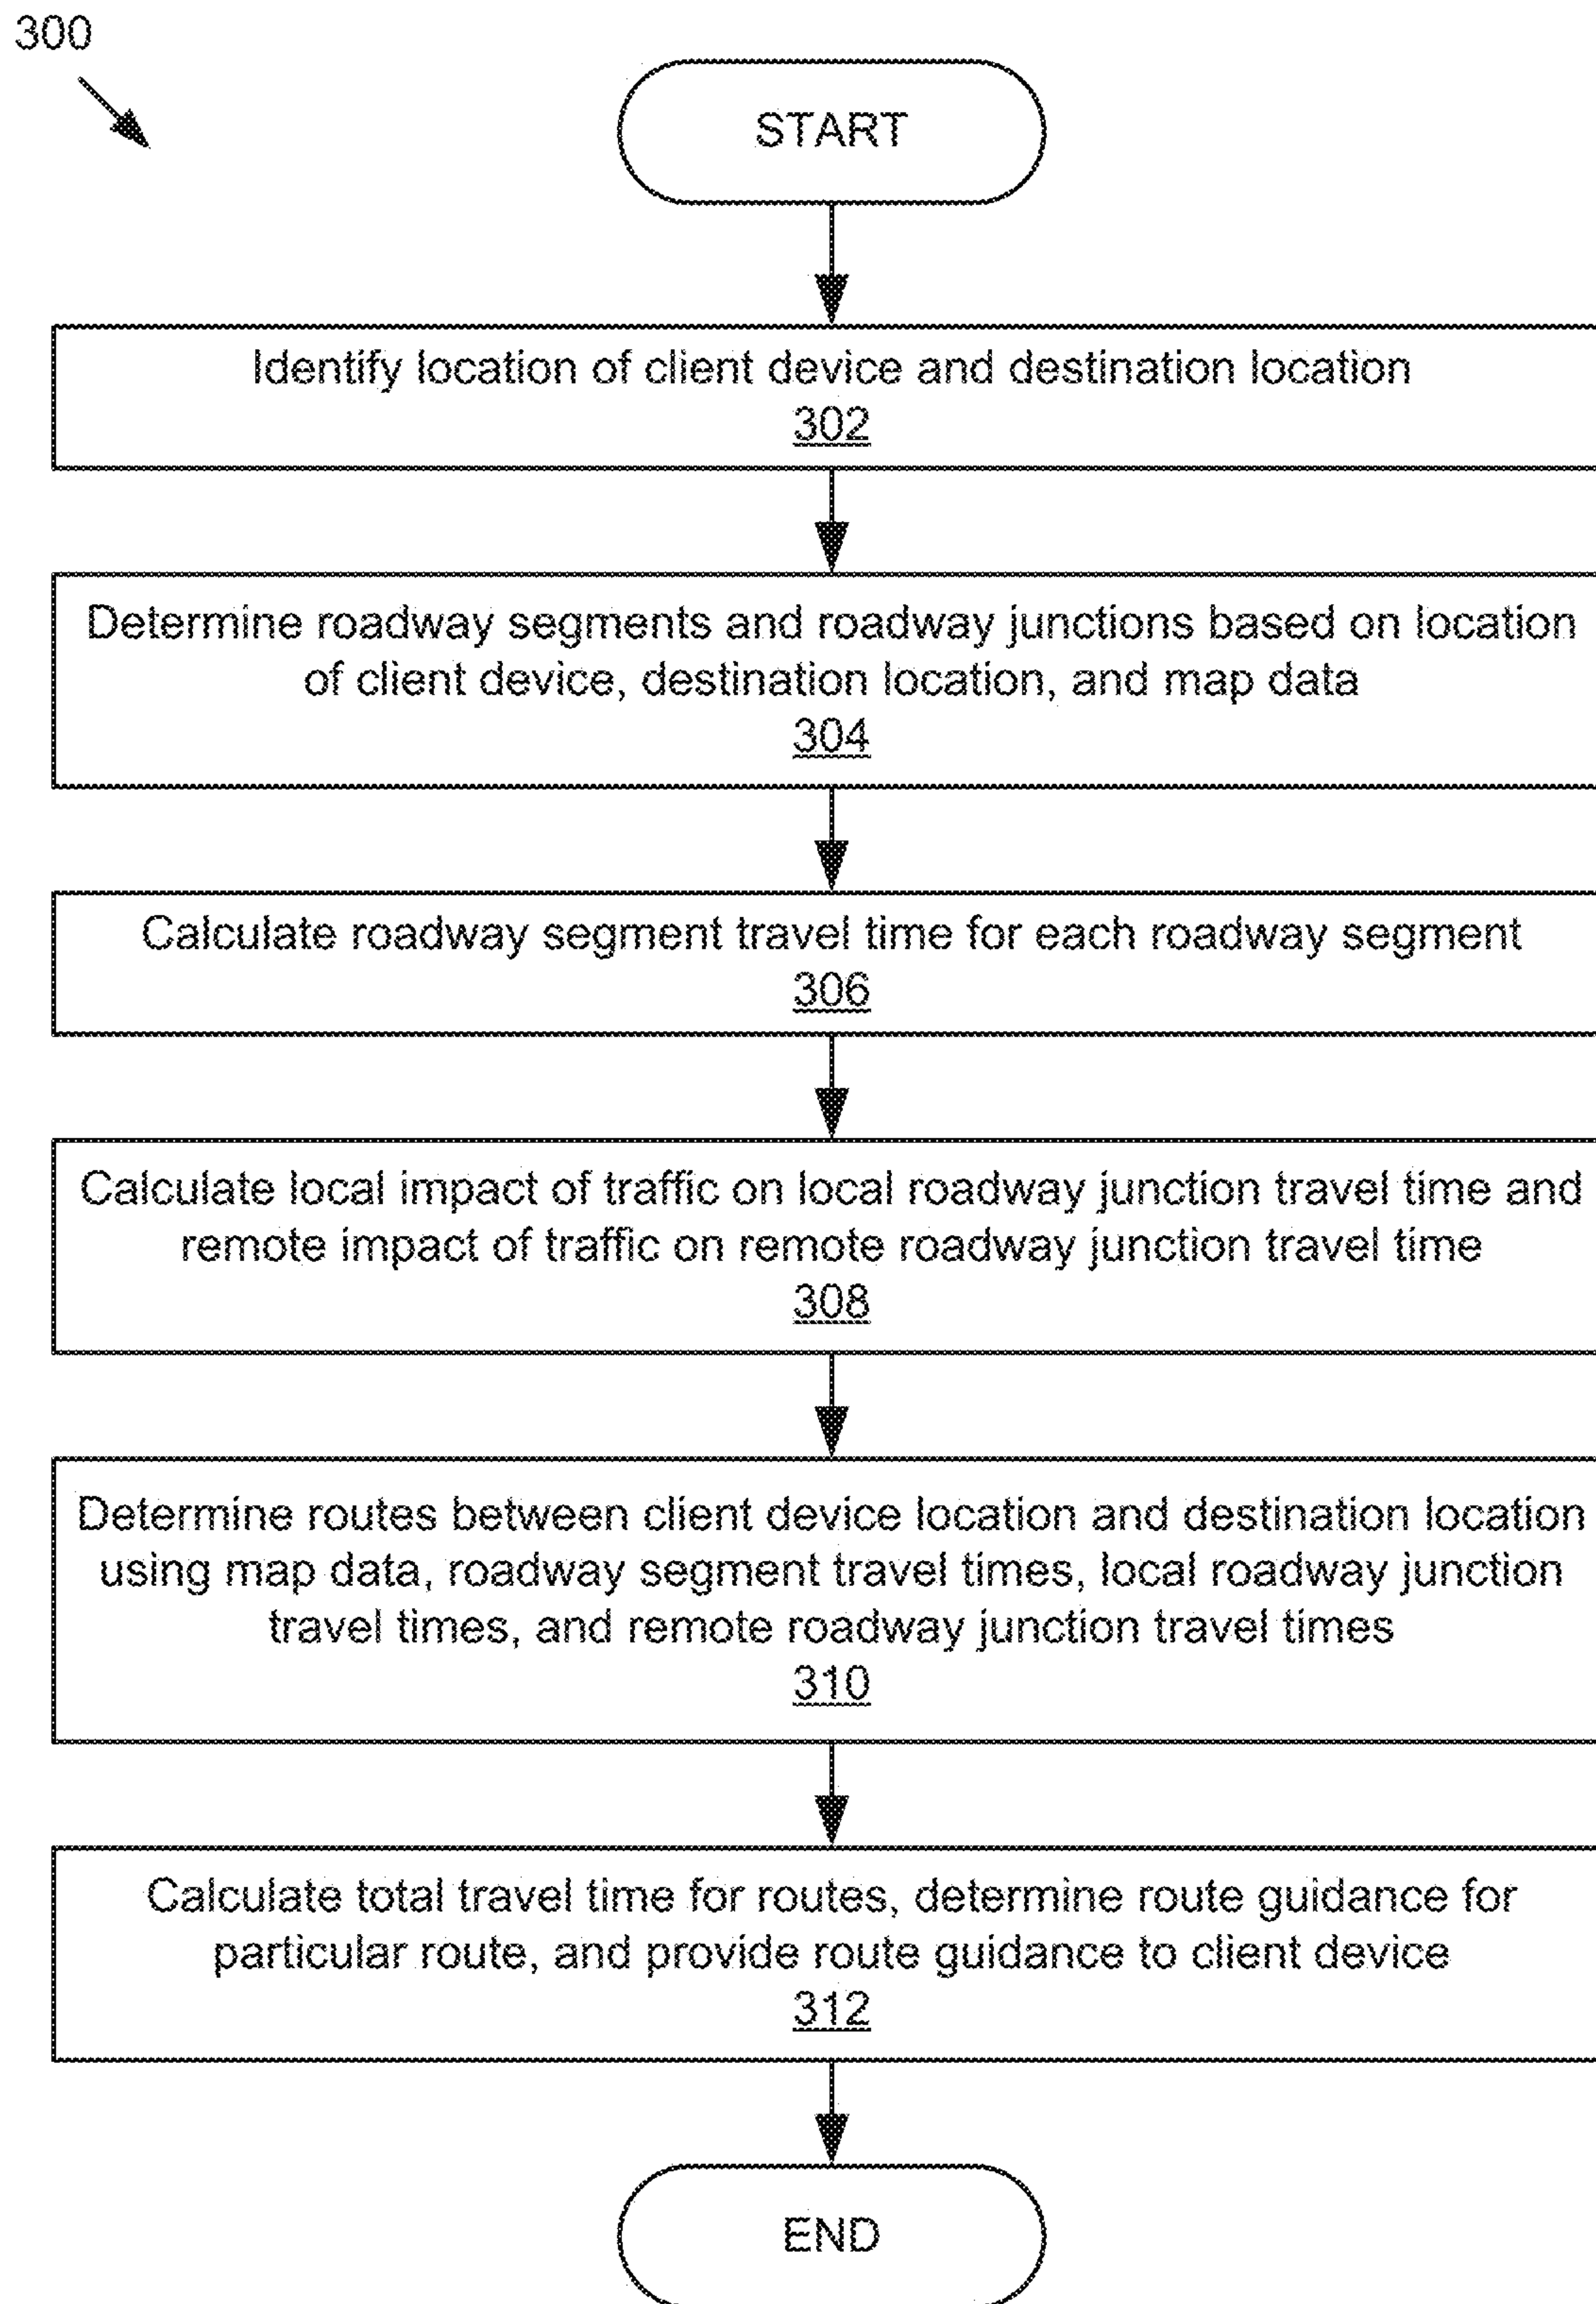 300
START
Identify location of client device and destination location
302
Determine roadway segments and roadway junctions based on location
of client device, destination location, and map data
304
Calculate roadway segment travel time for each roadway segment
306
Calculate local impact of traffic on local roadway junction travel time and
remote impact of traffic on remote roadway junction travel time
308
Determine routes between client device location and destination location
using map data, roadway segment travel times, local roadway junction
travel times, and remote roadway junction travel times
310
Calculate total travel time for routes, determine route guidance for
particular route, and provide route guidance to client device
312
END